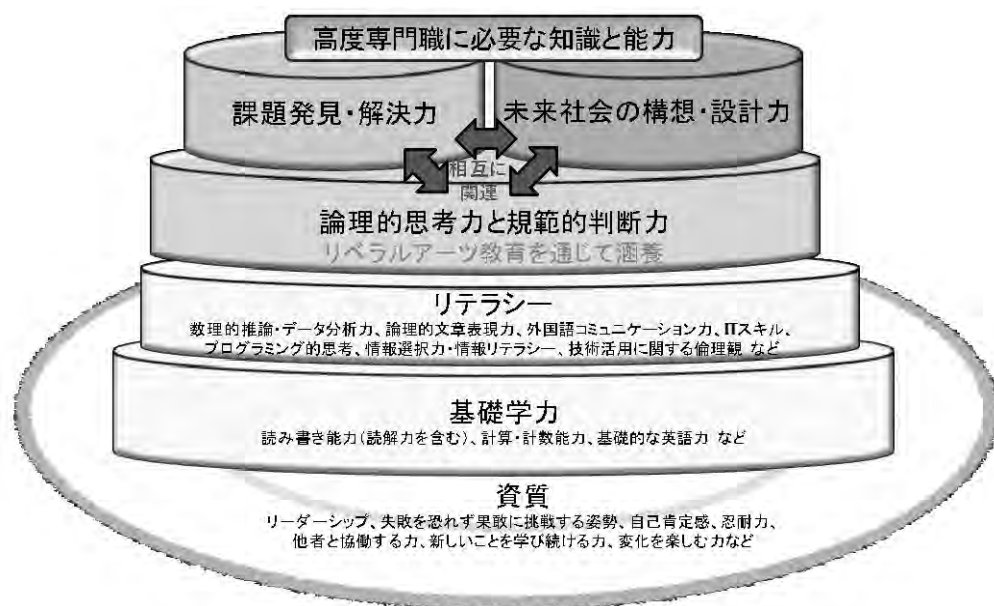 高度専門職に必要な知識と能力
課題発見・解決力
未来社会の構想・設計力
相互に
関連
論理的思考力と規範的判断力
リベラルアーツ教育を通じて涵養
リテラシー
数理的推論・データ分析力、論理的文章表現力、外国語コミュニケーション力、ITスキル、
プログラミング的思考、情報選択力・情報リテラシー、技術活用に関する倫理観 など
基礎学力
読み書き能力(読解力を含む)、計算・計数能力、基礎的な英語力 など
資質
リーダーシップ、失敗を恐れず果敢に挑戦する姿勢、自己肯定感、忍耐力、
他者と協働する力、新しいことを学び続ける力、変化を楽しむ力など